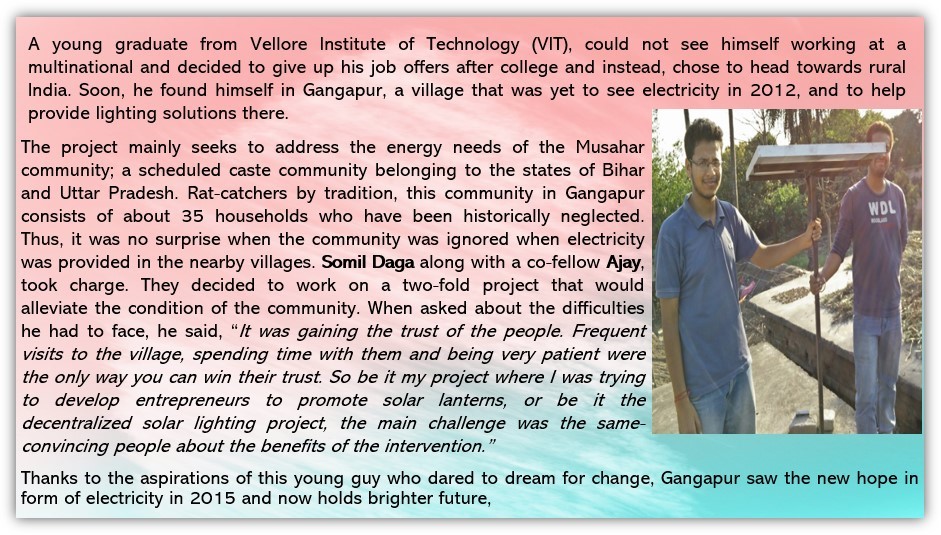 A young graduate from Vellore Institute of Technology (VIT), could not see himself working at a
multinational and decided to give up his job offers after college and instead, chose to head towards rural
India. Soon, he found himself in Gangapur, a village that was yet to see electricity in 2012, and to help
provide lighting solutions there.
The project mainly seeks to address the energy needs of the Musahar
community; a scheduled caste community belonging to the states of Bihar
and Uttar Pradesh. Rat-catchers by tradition, this community in Gangapur
consists of about 35 households who have been historically neglected.
Thus, it was no surprise when the community was ignored when electricity
was provided in the nearby villages. Somil Daga along with a co-fellow Ajay,
took charge. They decided to work on a two-fold project that would
alleviate the condition of the community. When asked about the difficulties
he had to face, he said, “It was gaining the trust of the people. Frequent
visits to the village, spending time with them and being very patient were
the only way you can win their trust. So be it my project where I was trying
to develop entrepreneurs to promote solar lanterns, or be it the
decentralized solar lighting project, the main challenge was the same-
convincing people about the benefits of the intervention.”
WDL
Thanks to the aspirations of this young guy who dared to dream for change, Gangapur saw the new hope in
form of electricity in 2015 and now holds brighter future,